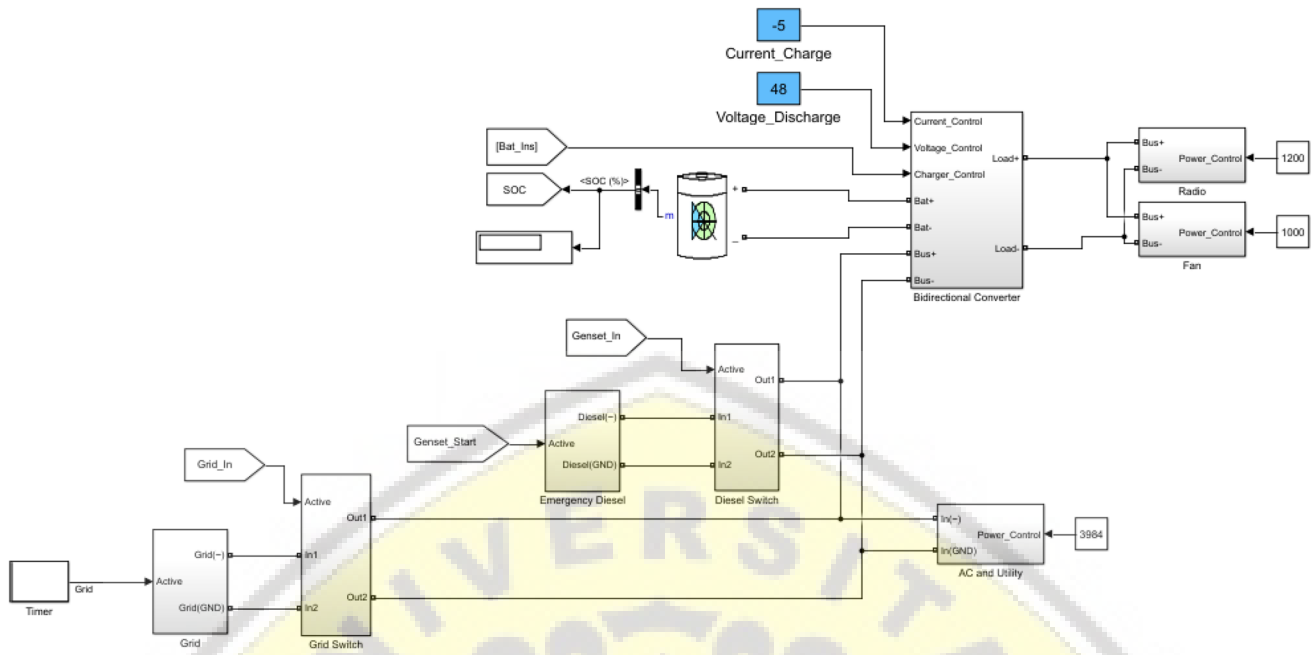 -5
Current_Charge
48
Voltage_Discharge
[Bat_Ins]
SOC
<SOC (%)>
m
+
_
Current_Control
Voltage_Control
Charger_Control
Bat+
Bat-
Bus+
Bus-
Load+
Load-
Bidirectional Converter
Bus+
Bus-
Power_Control
1200
Radio
Bus+
Bus-
Power_Control
1000
Fan
Genset_In
Active
In1
In2
Out1
Out2
Diesel Switch
Genset_Start
Active
Diesel(~)
Diesel(GND)
Emergency Diesel
Grid_In
Active
In1
In2
Out1
Out2
Grid Switch
Timer
Grid
Active
Grid(~)
Grid(GND)
Grid
In(~)
In(GND)
Power_Control
3984
AC and Utility
IVERSIT